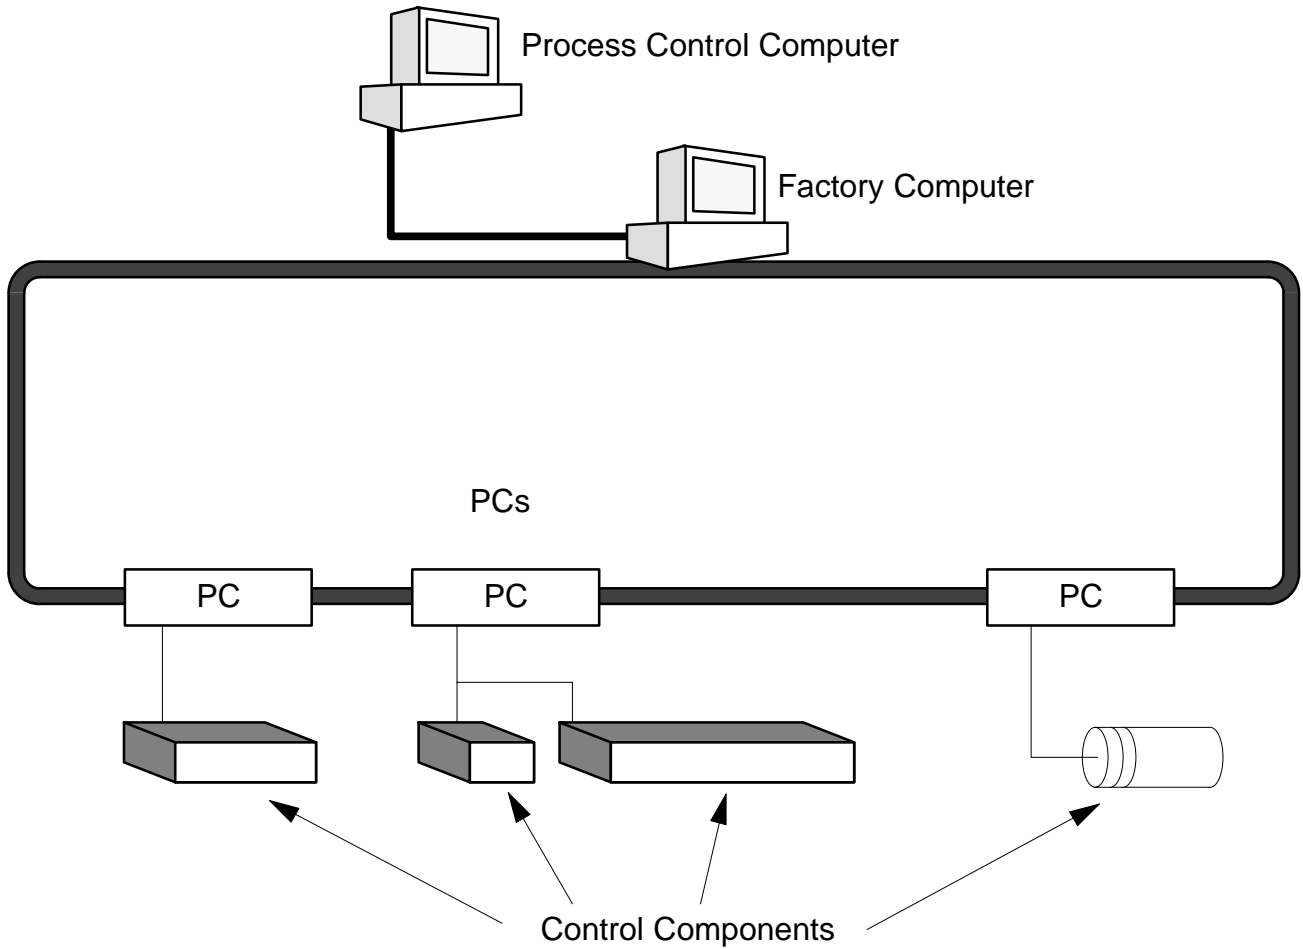 Process Control Computer
Factory Computer
PCs
PC
PC
PC
Control Components